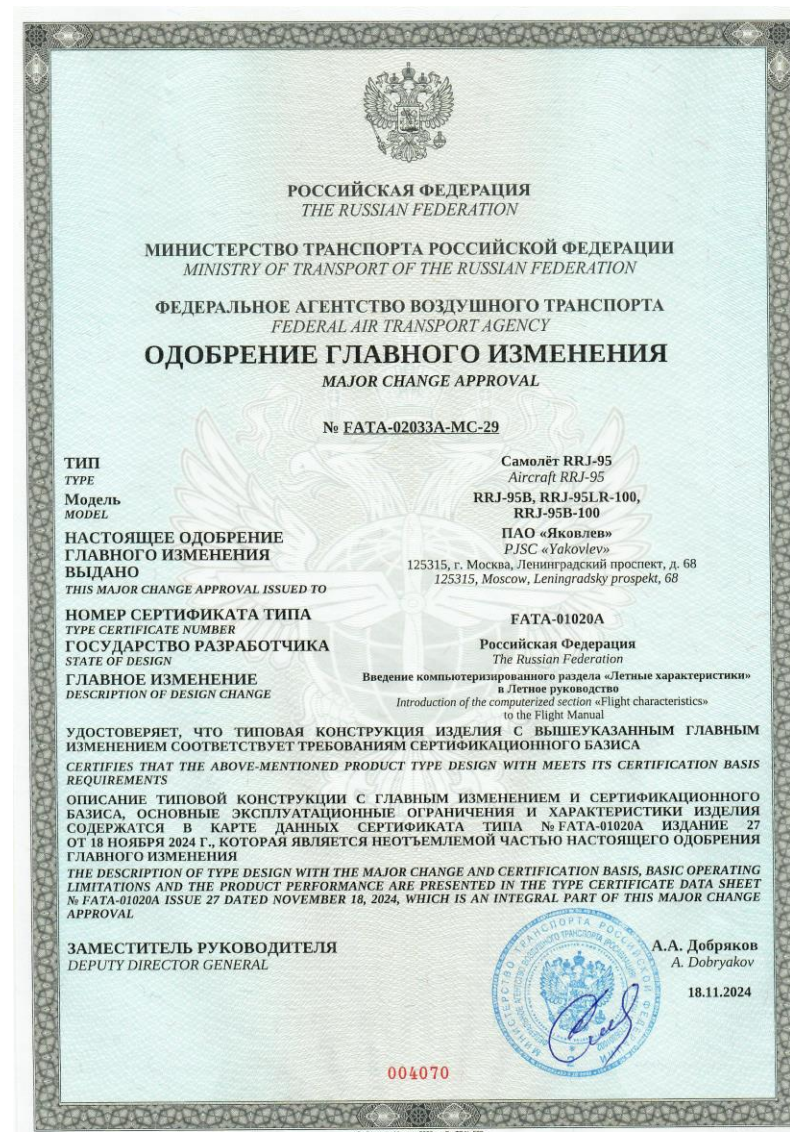 РОССИЙСКАЯ ФЕДЕРАЦИЯ
THE RUSSIAN FEDERATION
МИНИСТЕРСТВО ТРАНСПОРТА РОССИЙСКОЙ ФЕДЕРАЦИИ
MINISTRY OF TRANSPORT OF THE RUSSIAN FEDERATION
ФЕДЕРАЛЬНОЕ АГЕНТСТВО ВОЗДУШНОГО ТРАНСПОРТА
FEDERAL AIR TRANSPORT AGENCY
ОДОБРЕНИЕ ГЛАВНОГО ИЗМЕНЕНИЯ
MAJOR CHANGE APPROVAL
№ FATA-02033A-MC-29
ТИП
TYPE
Самолёт RRJ-95
Aircraft RRJ-95
Модель
MODEL
RRJ-95B, RRJ-95LR-100,
RRJ-95B-100
НАСТОЯЩЕЕ ОДОБРЕНИЕ
ГЛАВНОГО ИЗМЕНЕНИЯ
ВЫДАНО
THIS MAJOR CHANGE APPROVAL ISSUED TO
ПАО «Яковлев»
PJSC «Yakovlev»
125315, г. Москва, Ленинградский проспект, д. 68
125315, Moscow, Leningradsky prospekt, 68
НОМЕР СЕРТИФИКАТА ТИПА
TYPE CERTIFICATE NUMBER
FATA-01020A
ГОСУДАРСТВО РАЗРАБОТЧИКА
STATE OF DESIGN
Российская Федерация
The Russian Federation
ГЛАВНОЕ ИЗМЕНЕНИЕ
DESCRIPTION OF DESIGN CHANGE
Введение компьютеризированного раздела «Летные характеристики»
в Летное руководство
Introduction of the computerized section «Flight characteristics»
to the Flight Manual
УДОСТОВЕРЯЕТ, ЧТО ТИПОВАЯ КОНСТРУКЦИЯ ИЗДЕЛИЯ С ВЫШЕУКАЗАННЫМ ГЛАВНЫМ
ИЗМЕНЕНИЕМ СООТВЕТСТВУЕТ ТРЕБОВАНИЯМ СЕРТИФИКАЦИОННОГО БАЗИСА
CERTIFIES THAT THE ABOVE-MENTIONED PRODUCT TYPE DESIGN WITH MEETS ITS CERTIFICATION BASIS
REQUIREMENTS
ОПИСАНИЕ ТИПОВОЙ КОНСТРУКЦИИ С ГЛАВНЫМ ИЗМЕНЕНИЕМ И СЕРТИФИКАЦИОННОГО
БАЗИСА, ОСНОВНЫЕ ЭКСПЛУАТАЦИОННЫЕ ОГРАНИЧЕНИЯ И ХАРАКТЕРИСТИКИ ИЗДЕЛИЯ
СОДЕРЖАТСЯ В КАРТЕ ДАННЫХ СЕРТИФИКАТА ТИПА № FATA-01020A ИЗДАНИЕ 27
ОТ 18 НОЯБРЯ 2024 Г., КОТОРАЯ ЯВЛЯЕТСЯ НЕОТЪЕМЛЕМОЙ ЧАСТЬЮ НАСТОЯЩЕГО ОДОБРЕНИЯ
ГЛАВНОГО ИЗМЕНЕНИЯ
THE DESCRIPTION OF TYPE DESIGN WITH THE MAJOR CHANGE AND CERTIFICATION BASIS, BASIC OPERATING
LIMITATIONS AND THE PRODUCT PERFORMANCE ARE PRESENTED IN THE TYPE CERTIFICATE DATA SHEET
№ FATA-01020A ISSUE 27 DATED NOVEMBER 18, 2024, WHICH IS AN INTEGRAL PART OF THIS MAJOR CHANGE
APPROVAL
ЗАМЕСТИТЕЛЬ РУКОВОДИТЕЛЯ
DEPUTY DIRECTOR GENERAL
А.А. Добряков
A. Dobryakov
18.11.2024
МИНИСТЕРСТВО ТРАНСПОРТА РОССИЙСКОЙ ФЕДЕРАЦИИ
004070